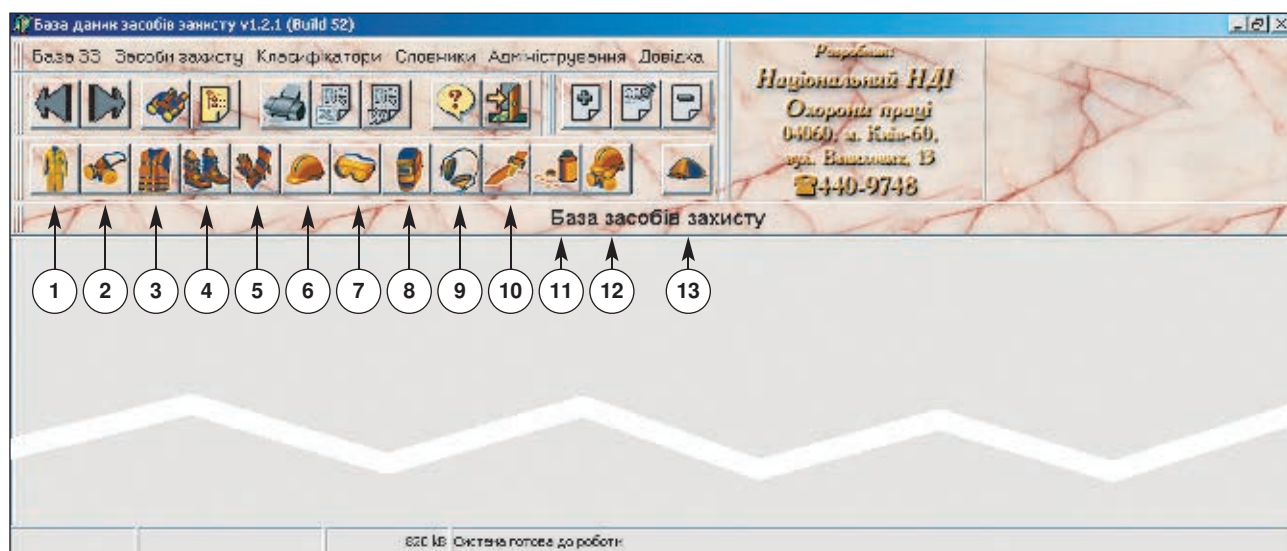 База даних засобів захисту v1.2.1 (Build 52)
База ЗЗ Засоби захисту Класифікатори Словники Адміністрування Довідка
Розробник:
Національний НДІ
Охорони праці
04060, м. Київ-60,
вул. 13
☎440-9748
База засобів захисту
1 2 3 4 5 6 7 8 9 10 11 12 13
820 kB Система готова до роботи